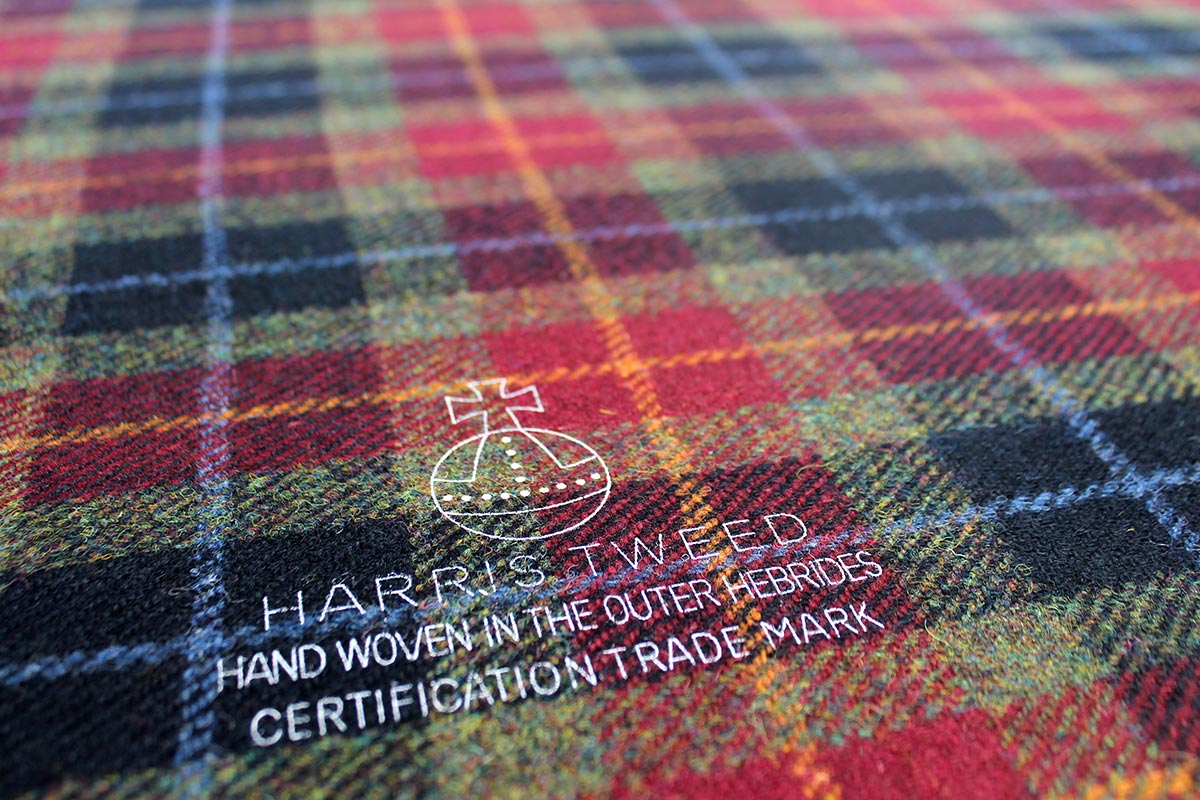 HARRIS TWEED
HAND WOVEN IN THE OUTER HEBRIDES
CERTIFICATION TRADE MARK